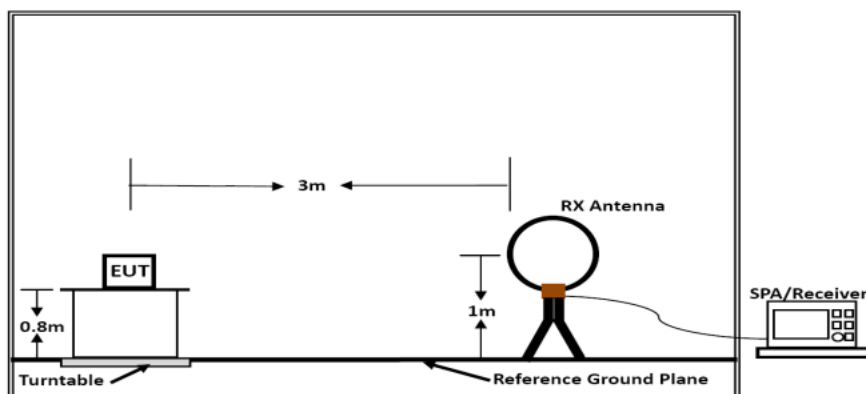 3m
RX Antenna
EUT
0.8m
1m
SPA/Receiver
Turntable
Reference Ground Plane